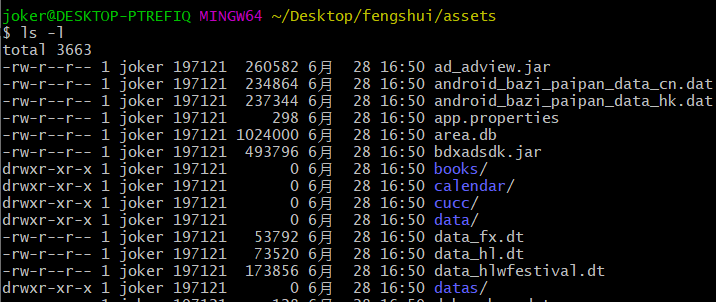 joker@DESKTOP-PTREFIQ MINGW64 ~/Desktop/fengshui/assets
$ ls -l
total 3663
-rw-r--r-- 1 joker 197121  260582 6月  28 16:50 ad_adview.jar
-rw-r--r-- 1 joker 197121  234864 6月  28 16:50 android_bazi_paipan_data_cn.dat
-rw-r--r-- 1 joker 197121  237344 6月  28 16:50 android_bazi_paipan_data_hk.dat
-rw-r--r-- 1 joker 197121     298 6月  28 16:50 app.properties
-rw-r--r-- 1 joker 197121 1024000 6月  28 16:50 area.db
-rw-r--r-- 1 joker 197121  493796 6月  28 16:50 bdxadsdk.jar
drwxr-xr-x 1 joker 197121       0 6月  28 16:50 books/
drwxr-xr-x 1 joker 197121       0 6月  28 16:50 calendar/
drwxr-xr-x 1 joker 197121       0 6月  28 16:50 cucc/
drwxr-xr-x 1 joker 197121       0 6月  28 16:50 data/
-rw-r--r-- 1 joker 197121   53792 6月  28 16:50 data_fx.dt
-rw-r--r-- 1 joker 197121   73520 6月  28 16:50 data_hl.dt
-rw-r--r-- 1 joker 197121  173856 6月  28 16:50 data_hlwfestival.dt
drwxr-xr-x 1 joker 197121       0 6月  28 16:50 datas/